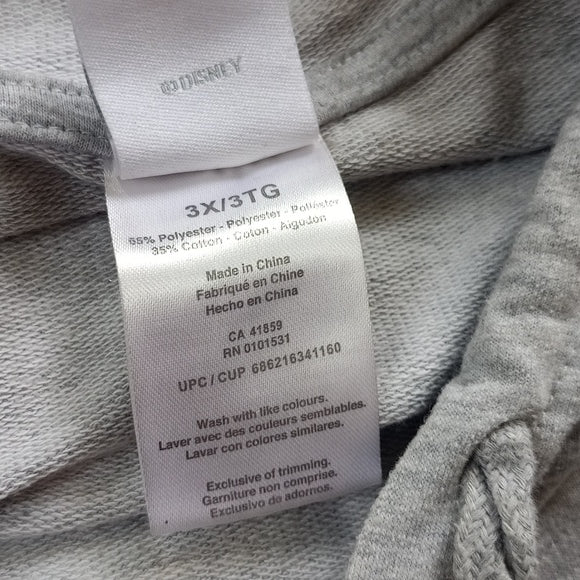 ©DISNEY
3X/3TG
65% Polyester - Polyester - Poliéster
35% Cotton - Coton - Algodon
Made in China
Fabriqué en Chine
Hecho en China
CA 41859
RN 0101531
UPC / CUP 686216341160
Wash with like colours.
Laver avec des couleurs semblables.
Lavar con colores similares.
Exclusive of trimming.
Garniture non comprise.
Exclusivo de adornos.